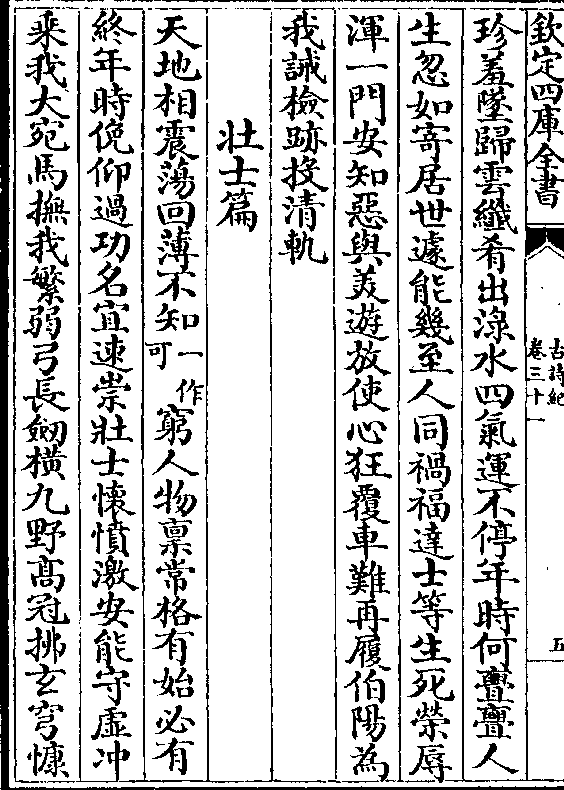 欽定四庫全書
古詩紀
卷三十一
五
珍羞墜歸雲纖肴出淥水四氣運不停年時何亹亹人
生忽如寄居世遽能幾至人同禍福達士等生死榮辱
渾一門安知惡與美遊放使心狂覆車難再履伯陽為
我誡檢跡投清軌
壯士篇
天地相震蕩回薄不知一作可窮人物稟常格有始必有
終年時俛仰過功名宜速崇壯士懷憤激安能守虛冲
乘我大宛馬撫我繁弱弓長劒橫九野髙冠拂玄穹慷